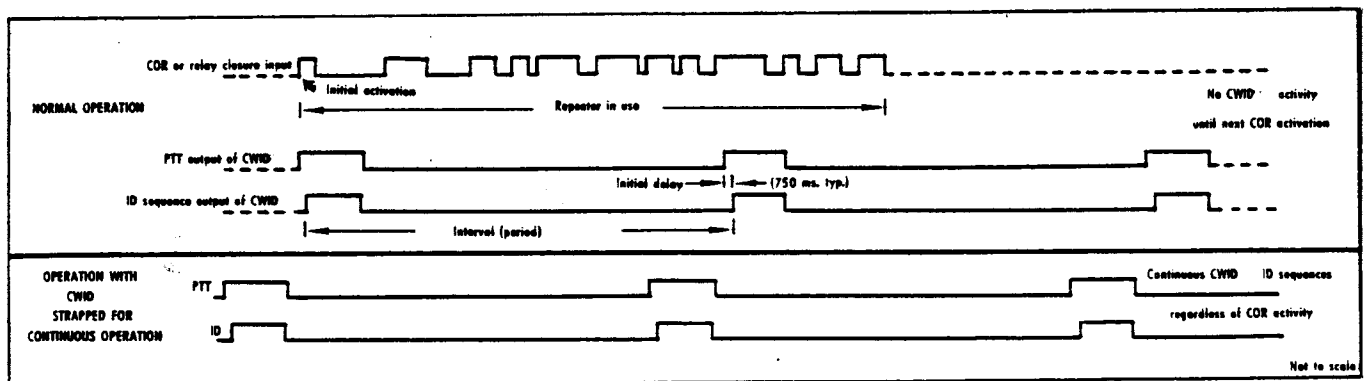 COR or relay closure input
Initial activation
NORMAL OPERATION
Repeater in use
No CWID activity
until next COR activation
PTT output of CWID
Initial delay
(750 ms. typ.)
ID sequence output of CWID
Interval (period)
OPERATION WITH
CWID
STRAPPED FOR
CONTINUOUS OPERATION
PTT
ID
Continuous CWID ID sequences
regardless of COR activity
Not to scale